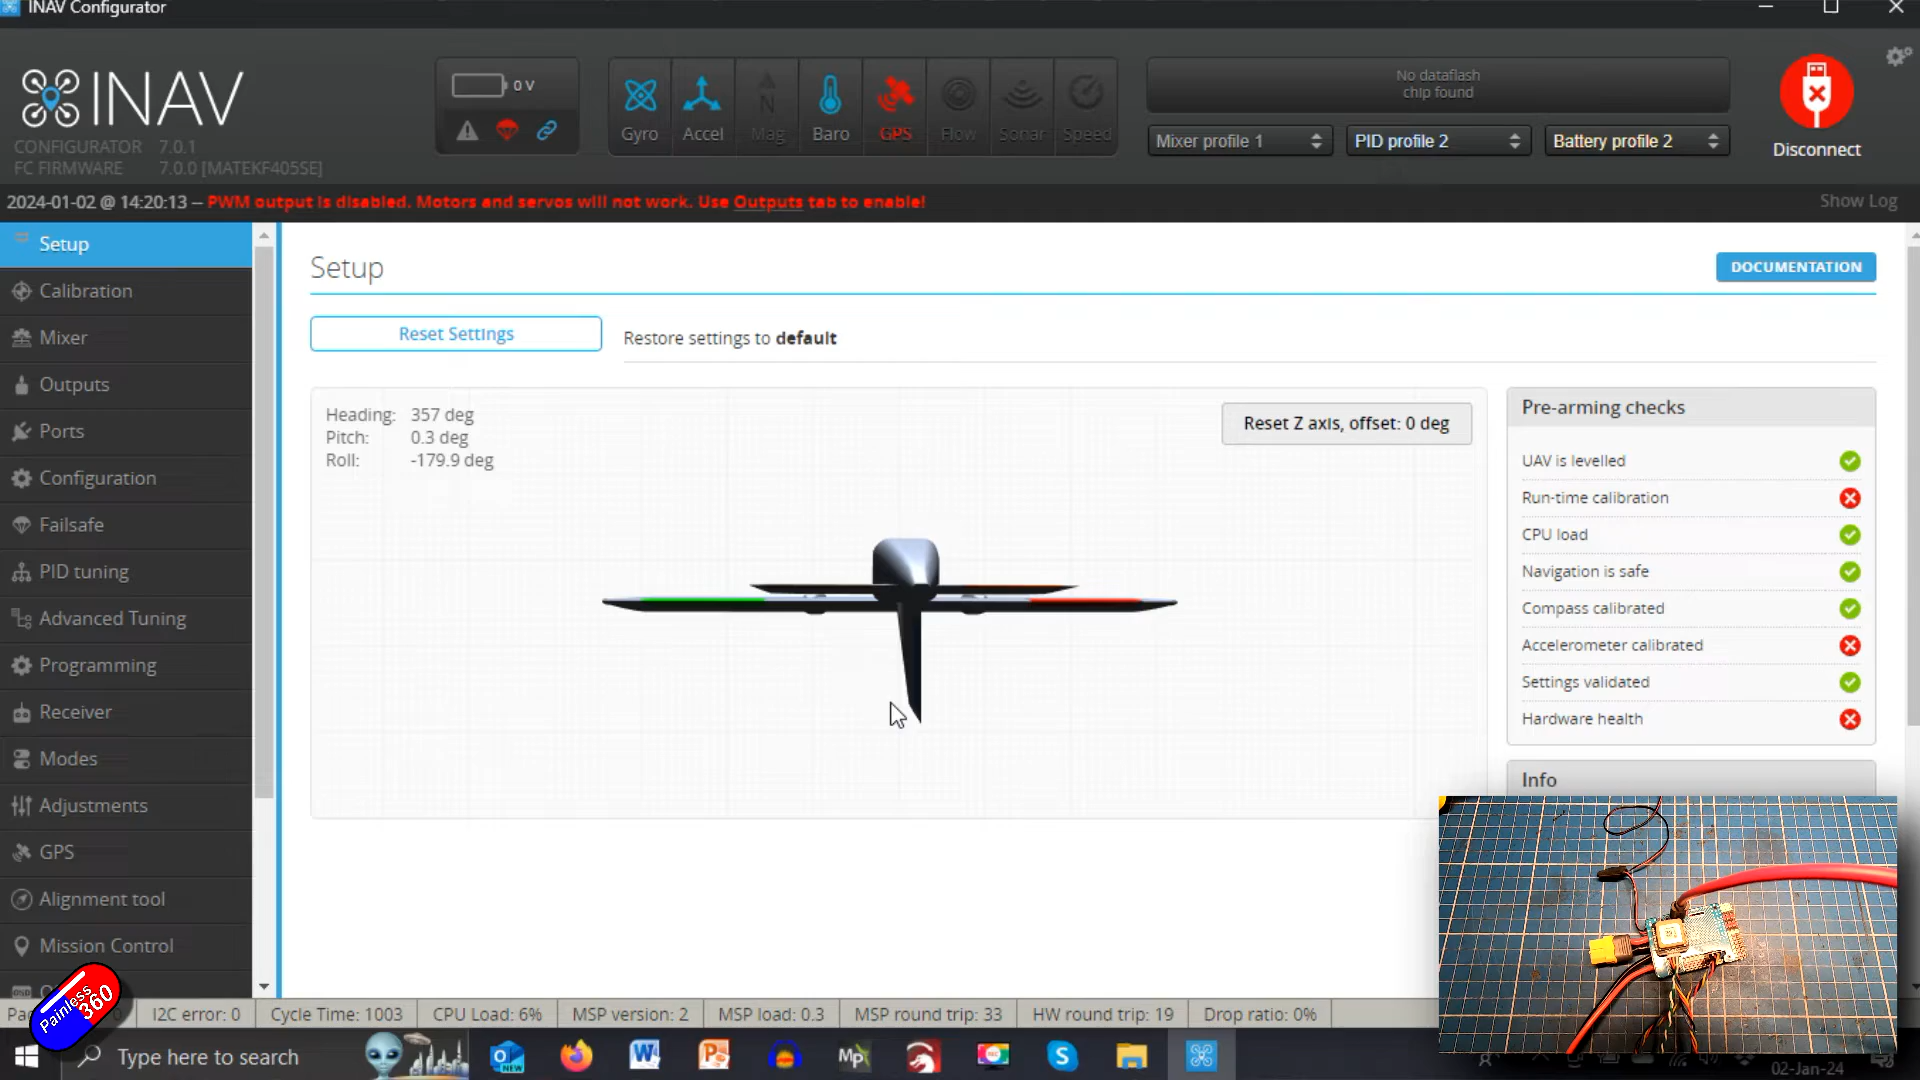 INAV Configurator
INAV
CONFIGURATOR 7.0.1
FC FIRMWARE 7.0.0 [MATEKF405SE]
0 V
Gyro
Accel
Mag
Baro
GPS
Flow
Sonar
Speed
No dataflash
chip found
Mixer profile 1
PID profile 2
Battery profile 2
Disconnect
2024-01-02 @ 14:20:13 -- PWM output is disabled. Motors and servos will not work. Use Outputs tab to enable!
Show Log
Setup
Calibration
Mixer
Outputs
Ports
Configuration
Failsafe
PID tuning
Advanced Tuning
Programming
Receiver
Modes
Adjustments
GPS
Alignment tool
Mission Control
Setup
DOCUMENTATION
Reset Settings
Restore settings to default
Heading: 357 deg
Pitch: 0.3 deg
Roll: -179.9 deg
Reset Z axis, offset: 0 deg
Pre-arming checks
UAV is levelled
Run-time calibration
CPU load
Navigation is safe
Compass calibrated
Accelerometer calibrated
Settings validated
Hardware health
Info
Painless360
I2C error: 0
Cycle Time: 1003
CPU Load: 6%
MSP version: 2
MSP load: 0.3
MSP round trip: 33
HW round trip: 19
Drop ratio: 0%
Type here to search
NEW
Mp
02-Jan-24